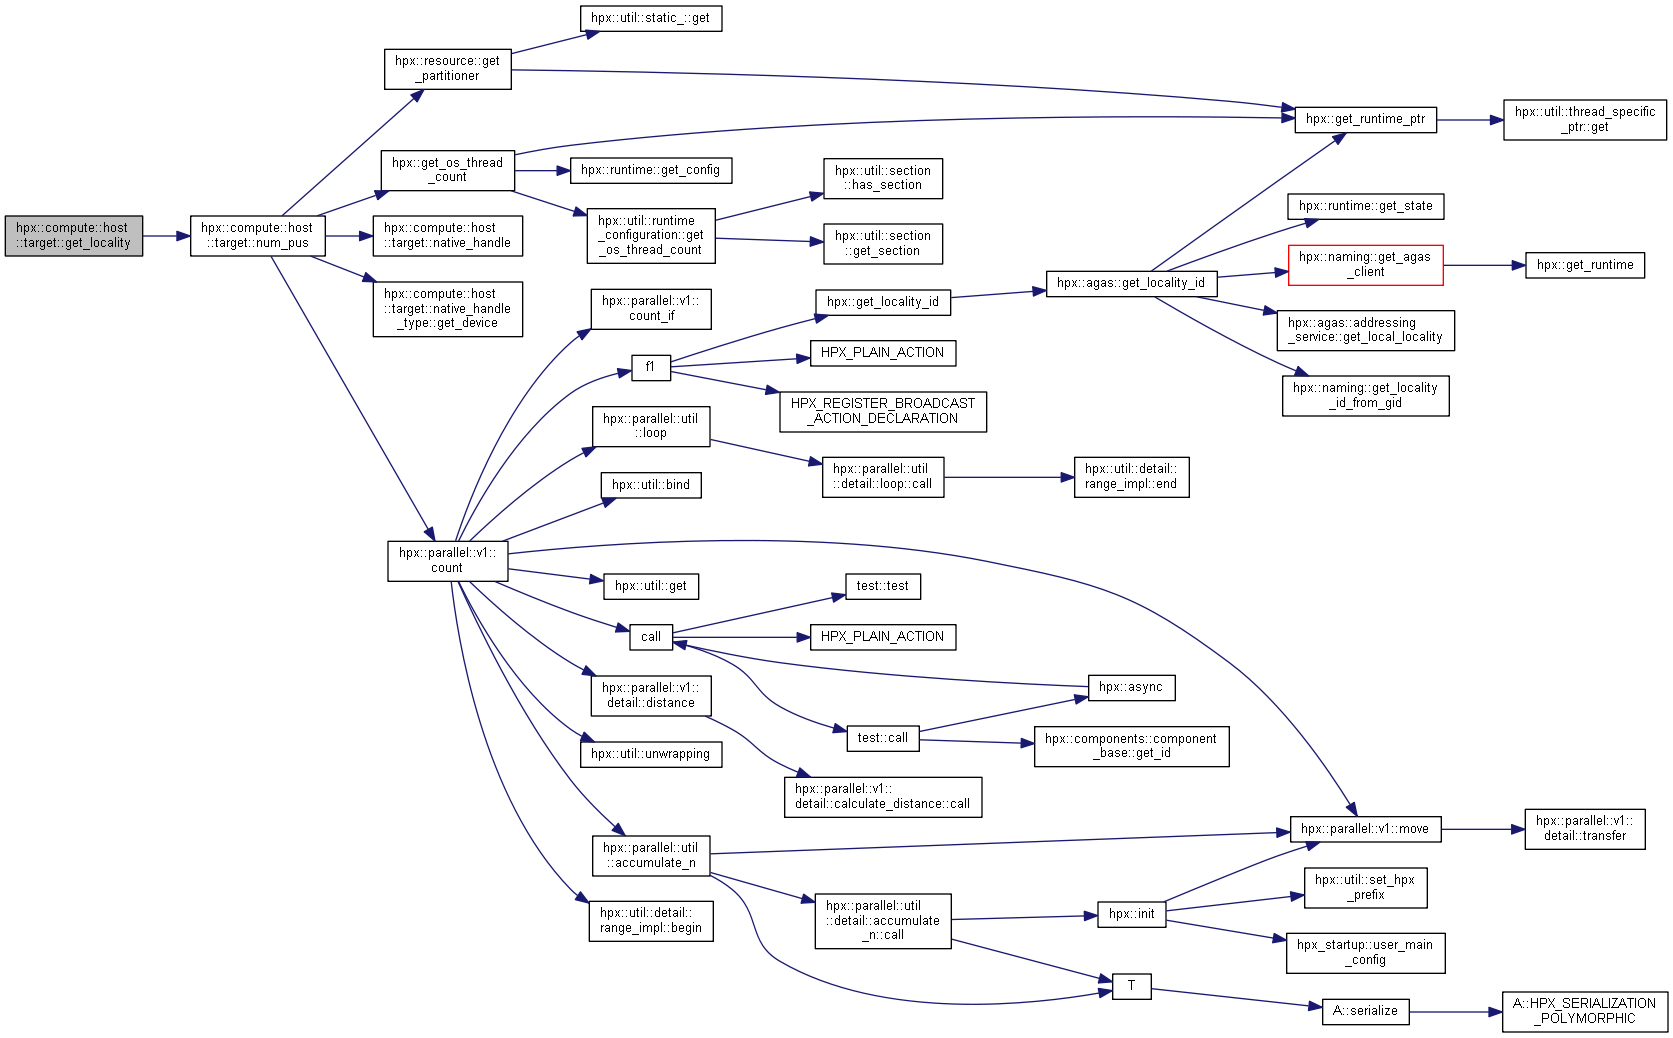 hpx::compute::host
::target::get_locality
hpx::compute::host
::target::num_pus
hpx::resource::get
_partitioner
hpx::util::static_::get
hpx::get_os_thread
_count
hpx::runtime::get_config
hpx::compute::host
::target::native_handle
hpx::compute::host
::target::native_handle
_type::get_device
hpx::util::runtime
_configuration::get
_os_thread_count
hpx::util::section
::has_section
hpx::util::section
::get_section
hpx::get_runtime_ptr
hpx::util::thread_specific
_ptr::get
hpx::runtime::get_state
hpx::naming::get_agas
_client
hpx::get_runtime
hpx::agas::get_locality_id
hpx::agas::addressing
_service::get_local_locality
hpx::naming::get_locality
_id_from_gid
hpx::parallel::v1::
count_if
hpx::get_locality_id
f1
HPX_PLAIN_ACTION
HPX_REGISTER_BROADCAST
_ACTION_DECLARATION
hpx::parallel::util
::loop
hpx::parallel::util
::detail::loop::call
hpx::util::detail::
range_impl::end
hpx::util::bind
hpx::parallel::v1::
count
hpx::util::get
call
test::test
HPX_PLAIN_ACTION
hpx::async
test::call
hpx::components::component
_base::get_id
hpx::parallel::v1::
detail::distance
hpx::util::unwrapping
hpx::parallel::v1::
detail::calculate_distance::call
hpx::parallel::v1::move
hpx::parallel::v1::
detail::transfer
hpx::parallel::util
::accumulate_n
hpx::util::detail::
range_impl::begin
hpx::parallel::util
::detail::accumulate
_n::call
hpx::init
hpx::util::set_hpx
_prefix
hpx_startup::user_main
_config
T
A::serialize
A::HPX_SERIALIZATION
_POLYMORPHIC